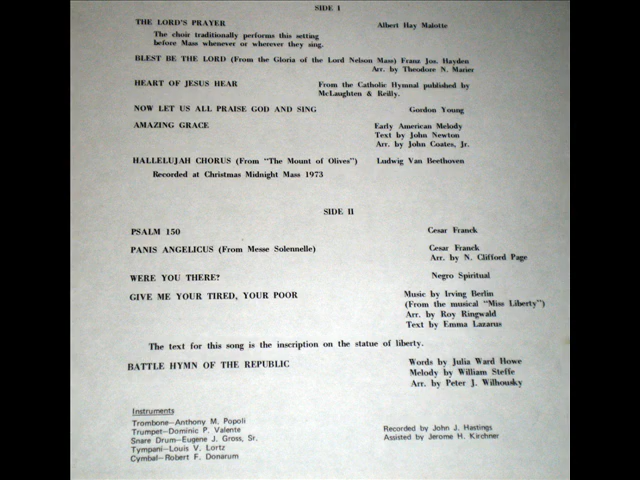 SIDE I
THE LORD'S PRAYER Albert Hay Malotte
The choir traditionally performs this setting
before Mass whenever or wherever they sing.
BLEST BE THE LORD (From the Gloria of the Lord Nelson Mass) Franz Jos. Hayden
Arr. by Theodore N. Marier
HEART OF JESUS HEAR From the Catholic Hymnal published by
McLaughten & Reilly.
NOW LET US ALL PRAISE GOD AND SING Gordon Young
AMAZING GRACE Early American Melody
Text by John Newton
Arr. by John Coates, Jr.
HALLELUJAH CHORUS (From "The Mount of Olives") Ludwig Van Beethoven
Recorded at Christmas Midnight Mass 1973
SIDE II
PSALM 150 Cesar Franck
PANIS ANGELICUS (From Messe Solennelle) Cesar Franck
Arr. by N. Clifford Page
WERE YOU THERE? Negro Spiritual
GIVE ME YOUR TIRED, YOUR POOR Music by Irving Berlin
(From the musical "Miss Liberty")
Arr. by Roy Ringwald
Text by Emma Lazarus
The text for this song is the inscription on the statue of liberty.
BATTLE HYMN OF THE REPUBLIC Words by Julia Ward Howe
Melody by William Steffe
Arr. by Peter J. Wilhousky
Instruments
Trombone—Anthony M. Popoli
Trumpet—Dominic P. Valente
Snare Drum—Eugene J. Gross, Sr.
Tympani—Louis V. Lortz
Cymbal—Robert F. Donarum
Recorded by John J. Hastings
Assisted by Jerome H. Kirchner